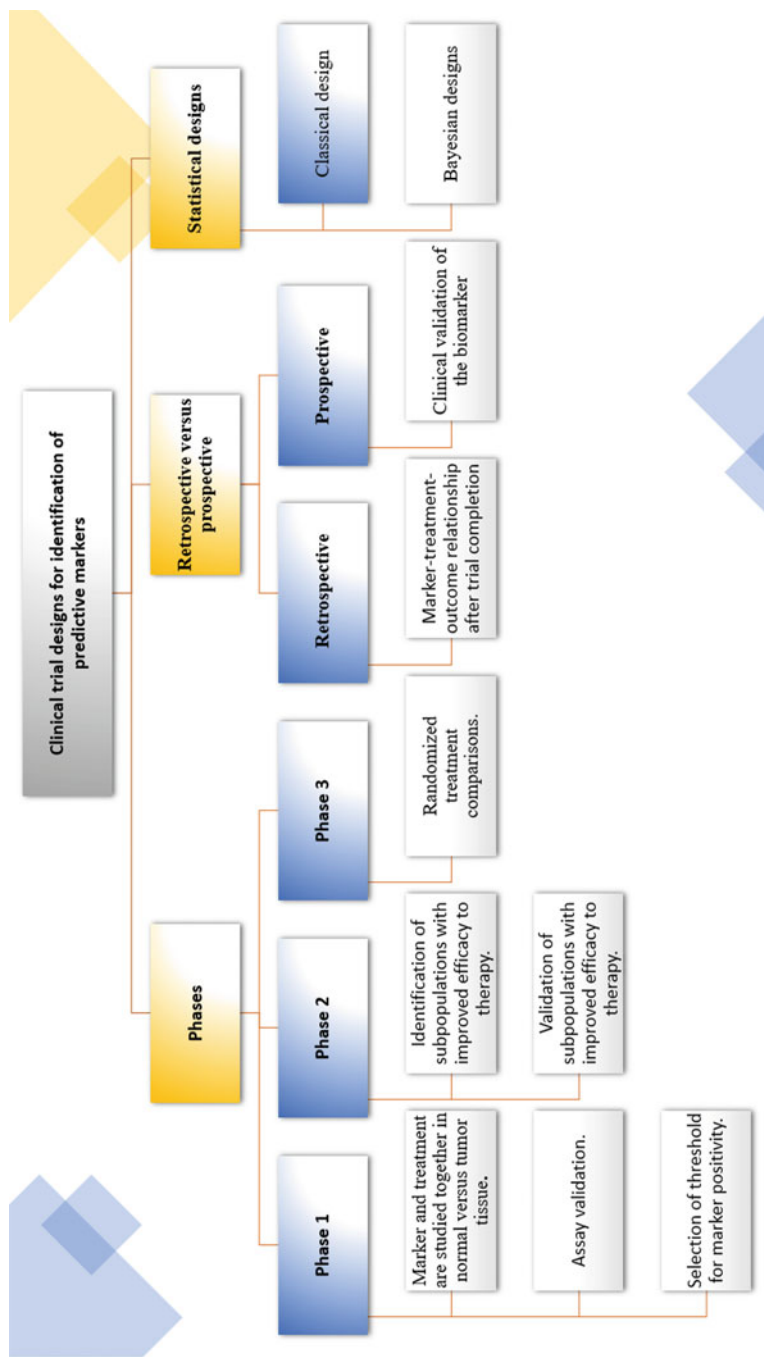 Clinical trial designs for identification of
predictive markers
Phases
Phase 1
Marker and treatment
are studied together in
normal versus tumor
tissue.
Assay validation.
Selection of threshold
for marker positivity.
Phase 2
Identification of
subpopulations with
improved efficacy to
therapy.
Validation of
subpopulations with
improved efficacy to
therapy.
Phase 3
Randomized
treatment
comparisons.
Retrospective versus
prospective
Retrospective
Marker-treatment-
outcome relationship
after trial completion
Prospective
Clinical validation of
the biomarker
Statistical designs
Classical design
Bayesian designs